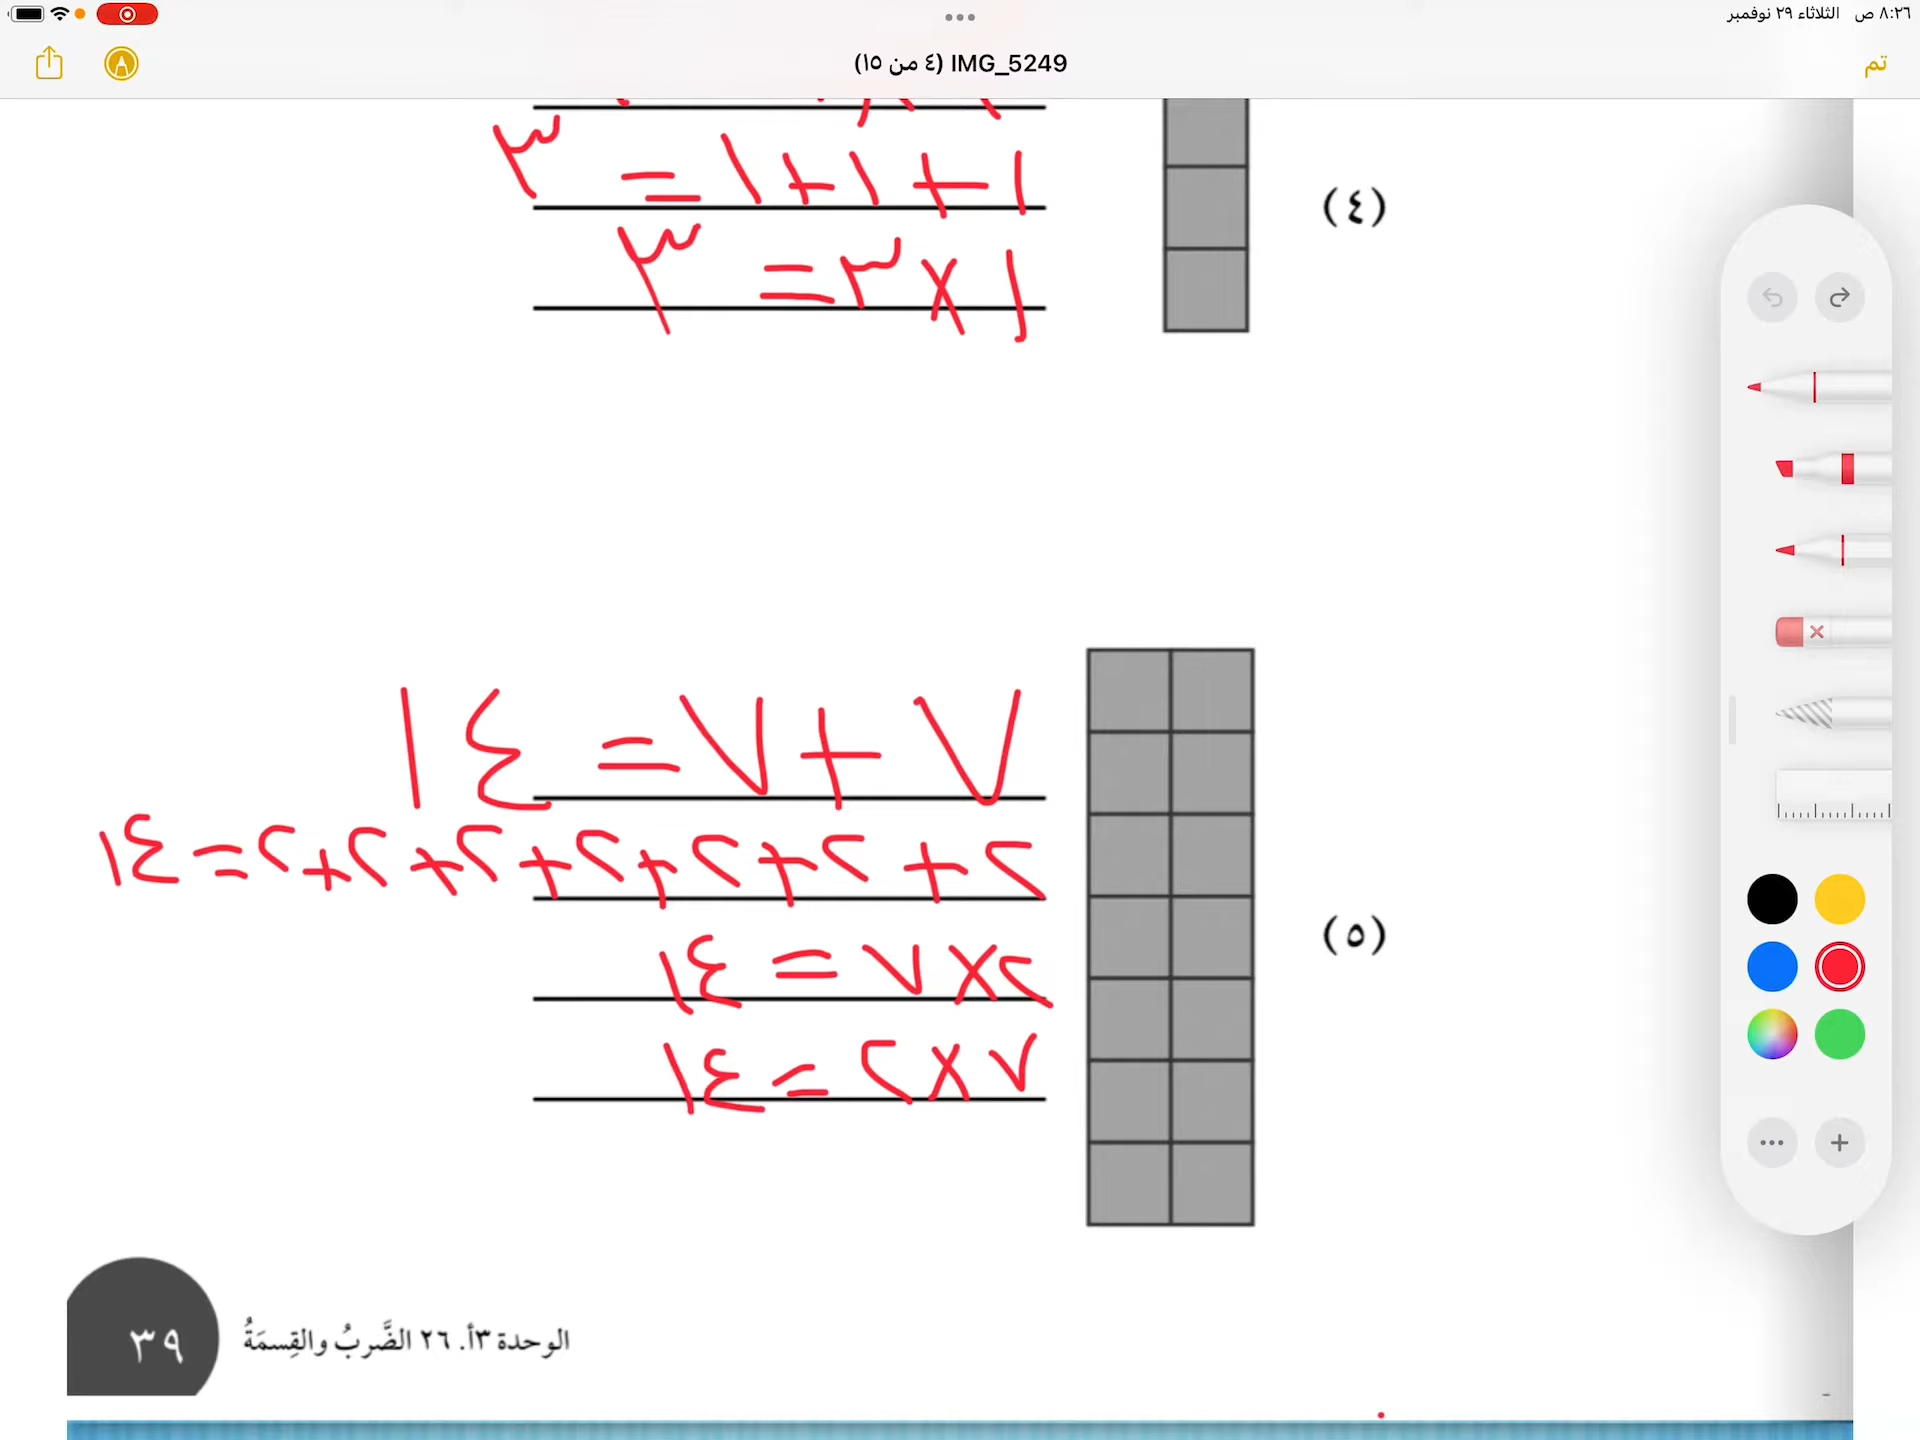 ٨:٢٦ ص الثلاثاء ٢٩ نوفمبر
IMG_5249 (٤ من ١٥)
تم
(٤)
١+١+١ = ٣
١×٣ = ٣
(٥)
٧+٧ = ١٤
٢+٢+٢+٢+٢+٢+٢ = ١٤
٢×٧ = ١٤
٧×٢ = ١٤
الوحدة ٣أ. ٢٦ الضَّربُ والقِسمَةُ
٣٩